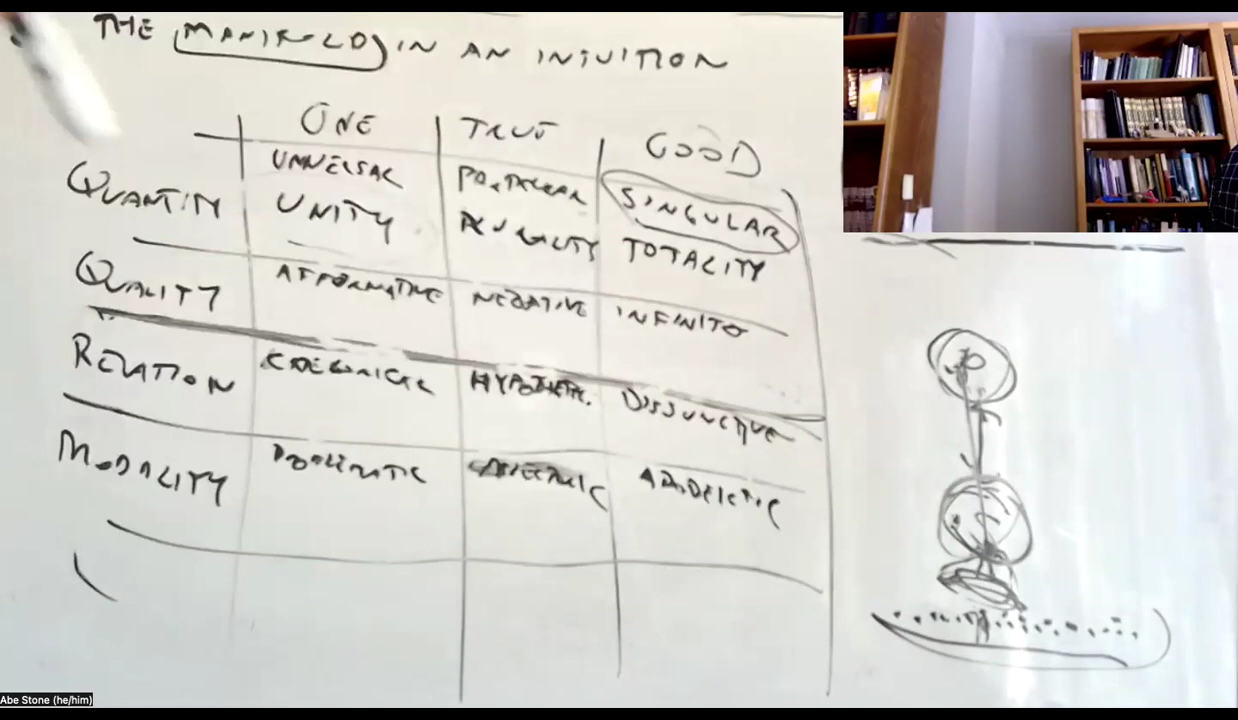 THE MANIFOLD IN AN INTUITION
ONE TRUE GOOD
QUANTITY UNIVERSAL PARTICULAR SINGULAR
UNITY PLURALITY TOTALITY
QUALITY AFFIRMATIVE NEGATIVE INFINITE
RELATION CATEGORICAL HYPOTHETIC. DISJUNCTIVE
MODALITY PROBLEMATIC ASSERTORIC APODEICTIC
Abe Stone (he/him)